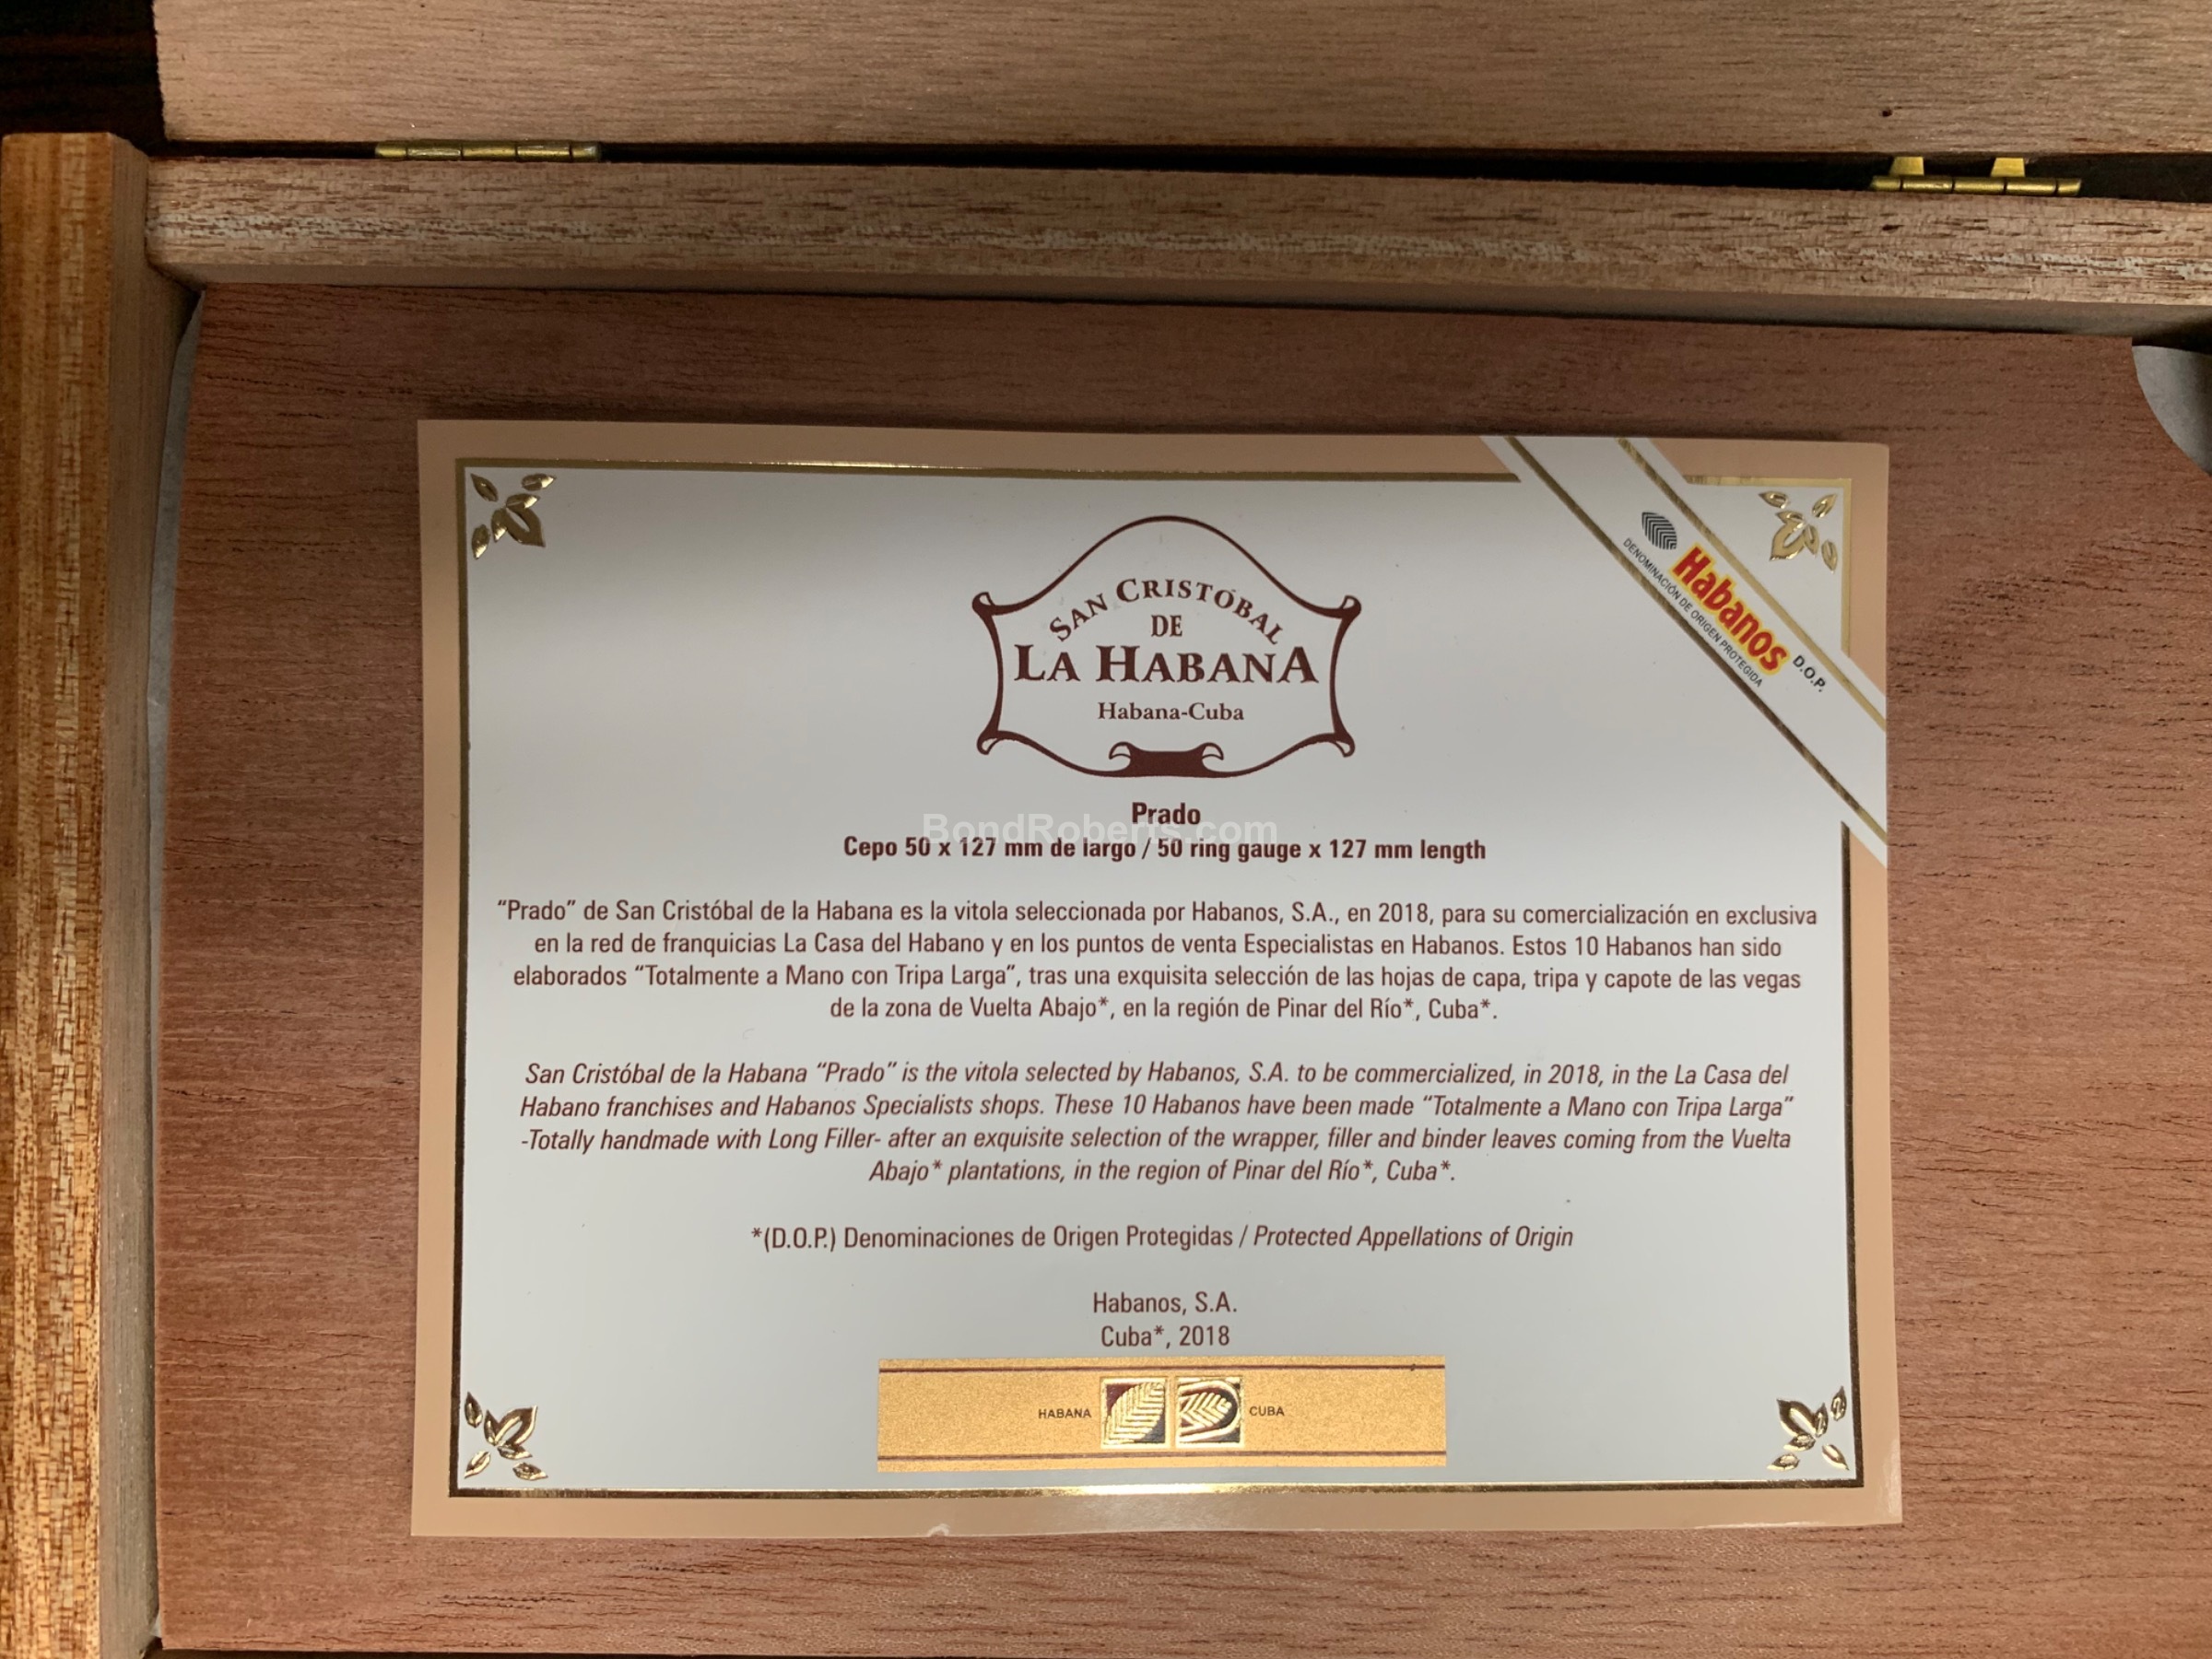 SAN CRISTÓBAL
DE
LA HABANA
Habana-Cuba
Habanos D.O.P.
DENOMINACIÓN DE ORIGEN PROTEGIDA
BondRoberts.com
Prado
Cepo 50 x 127 mm de largo / 50 ring gauge x 127 mm length
“Prado” de San Cristóbal de la Habana es la vitola seleccionada por Habanos, S.A., en 2018, para su comercialización en exclusiva
en la red de franquicias La Casa del Habano y en los puntos de venta Especialistas en Habanos. Estos 10 Habanos han sido
elaborados “Totalmente a Mano con Tripa Larga”, tras una exquisita selección de las hojas de capa, tripa y capote de las vegas
de la zona de Vuelta Abajo*, en la región de Pinar del Río*, Cuba*.
San Cristóbal de la Habana “Prado” is the vitola selected by Habanos, S.A. to be commercialized, in 2018, in the La Casa del
Habano franchises and Habanos Specialists shops. These 10 Habanos have been made “Totalmente a Mano con Tripa Larga”
-Totally handmade with Long Filler- after an exquisite selection of the wrapper, filler and binder leaves coming from the Vuelta
Abajo* plantations, in the region of Pinar del Río*, Cuba*.
*(D.O.P.) Denominaciones de Origen Protegidas / Protected Appellations of Origin
Habanos, S.A.
Cuba*, 2018
HABANA CUBA